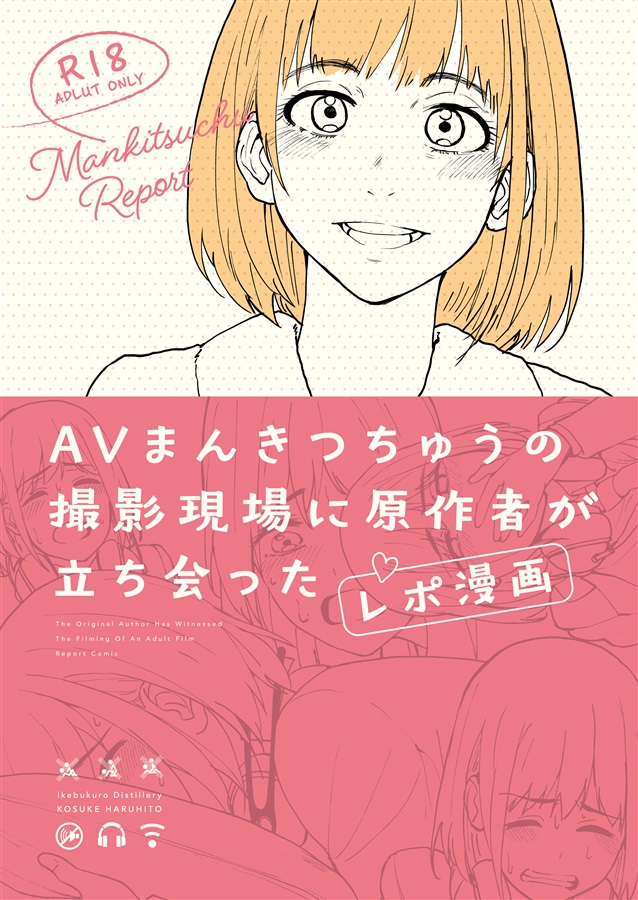 R18
ADLUT ONLY
Mankitsuchu
Report
AVまんきつちゅうの
撮影現場に原作者が
立ち会った
レポ漫画
The Original Author Has Witnessed
The Filming Of An Adult Film
Report Comic
Ikebukuro Distillery
KOSUKE HARUHITO